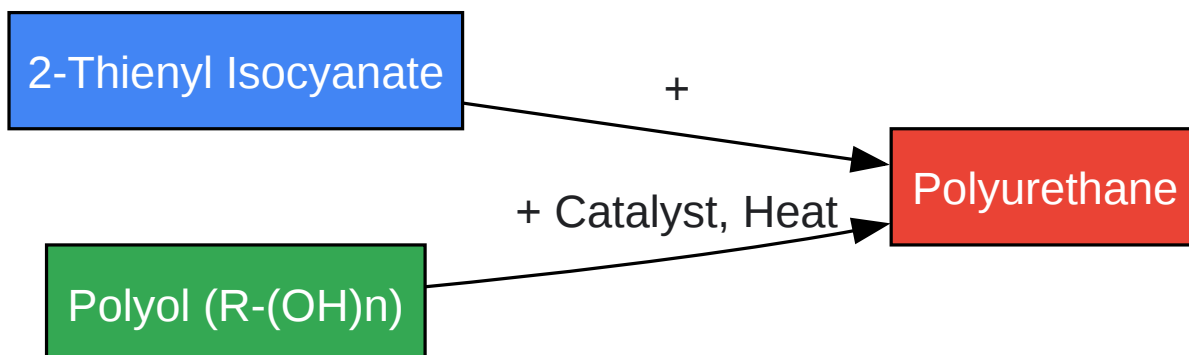 2-Thienyl Isocyanate
+
Polyurethane
+ Catalyst, Heat
Polyol (R-(OH)n)